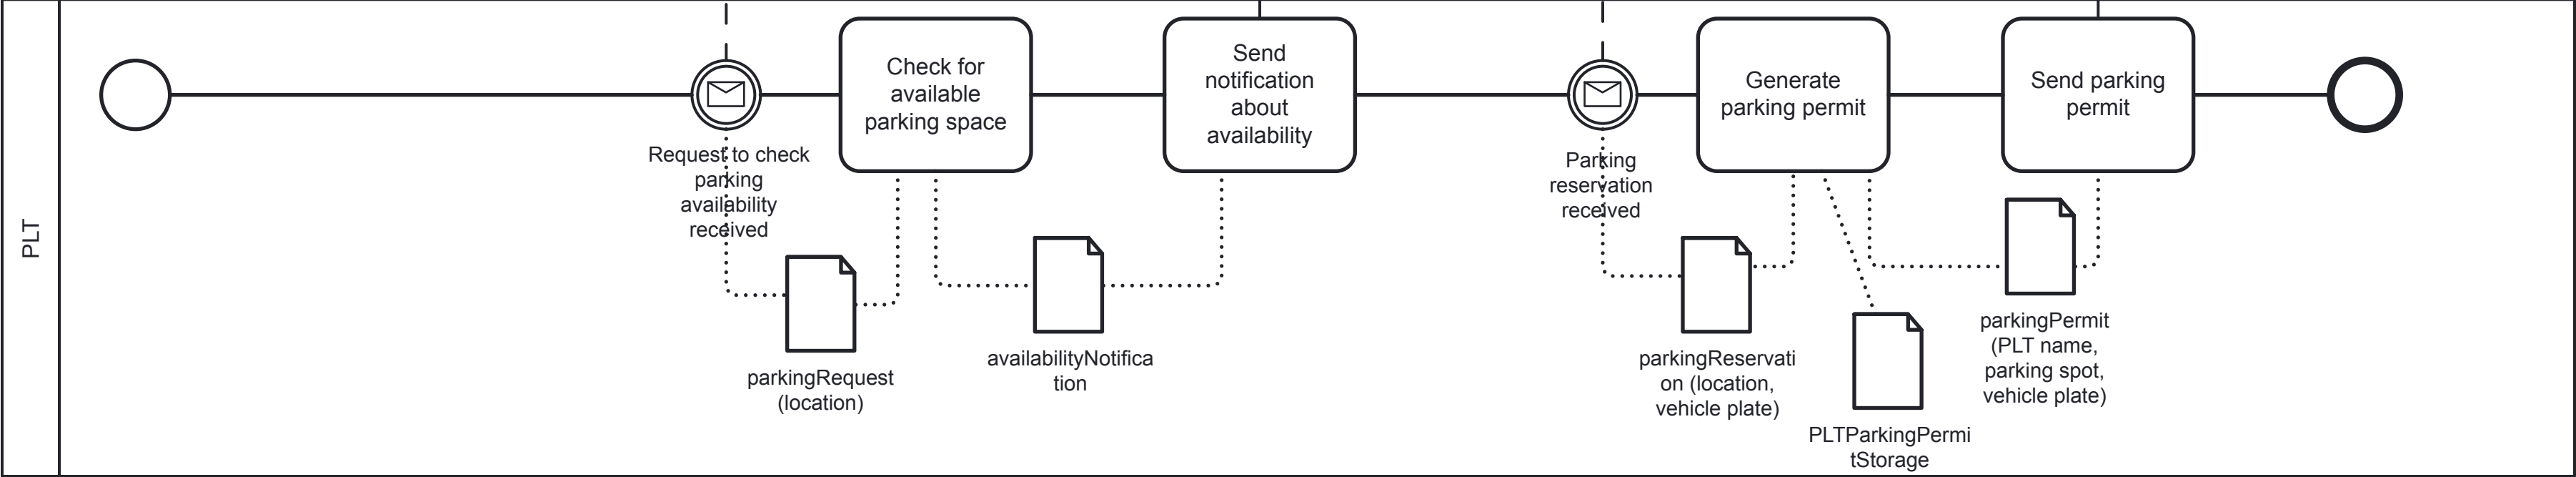 PLT
Request to check
parking
availability
received
Check for
available
parking space
Send
notification
about
availability
Parking
reservation
received
Generate
parking permit
Send parking
permit
parkingRequest
(location)
availabilityNotifica
tion
parkingReservati
on (location,
vehicle plate)
PLTParkingPermi
tStorage
parkingPermit
(PLT name,
parking spot,
vehicle plate)